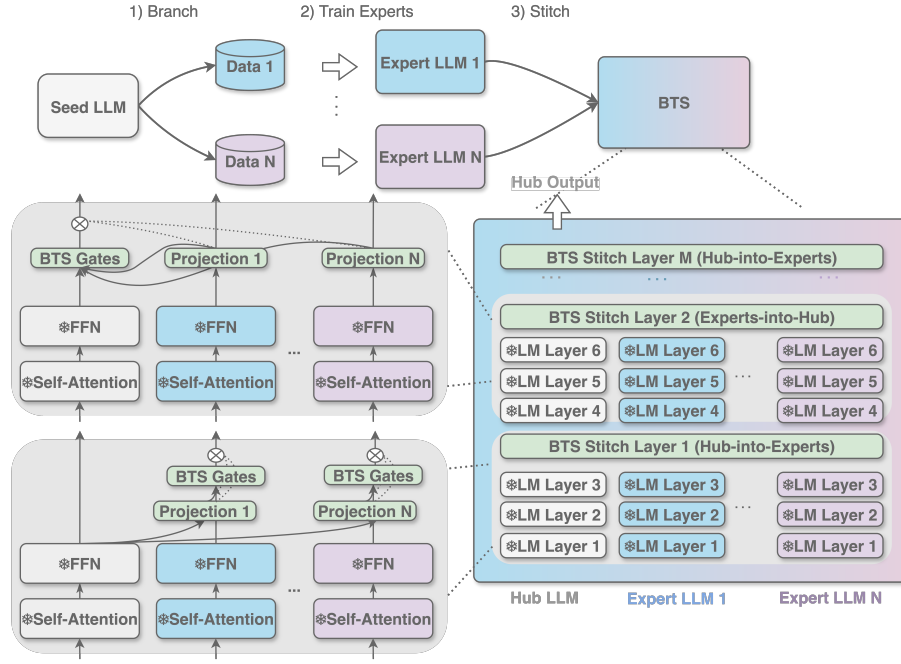 1) Branch
2) Train Experts
3) Stitch
Seed LLM
Data 1
Data N
Expert LLM 1
Expert LLM N
BTS
Hub Output
BTS Gates
Projection 1
Projection N
❄FFN
❄FFN
❄FFN
...
❄Self-Attention
❄Self-Attention
❄Self-Attention
BTS Gates
BTS Gates
Projection 1
Projection N
❄FFN
❄FFN
❄FFN
...
❄Self-Attention
❄Self-Attention
❄Self-Attention
BTS Stitch Layer M (Hub-into-Experts)
... ... ...
BTS Stitch Layer 2 (Experts-into-Hub)
❄LM Layer 6 ❄LM Layer 6 ❄LM Layer 6
❄LM Layer 5 ❄LM Layer 5 ... ❄LM Layer 5
❄LM Layer 4 ❄LM Layer 4 ❄LM Layer 4
BTS Stitch Layer 1 (Hub-into-Experts)
❄LM Layer 3 ❄LM Layer 3 ❄LM Layer 3
❄LM Layer 2 ❄LM Layer 2 ... ❄LM Layer 2
❄LM Layer 1 ❄LM Layer 1 ❄LM Layer 1
Hub LLM Expert LLM 1 Expert LLM N